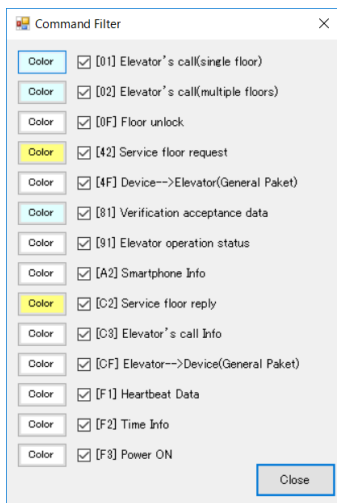 Command Filter
Color [01] Elevator's call(single floor)
Color [02] Elevator's call(multiple floors)
Color [0F] Floor unlock
Color [42] Service floor request
Color [4F] Device-->Elevator(General Paket)
Color [81] Verification acceptance data
Color [91] Elevator operation status
Color [A2] Smartphone Info
Color [C2] Service floor reply
Color [C3] Elevator's call Info
Color [CF] Elevator-->Device(General Paket)
Color [F1] Heartbeat Data
Color [F2] Time Info
Color [F3] Power ON
Close